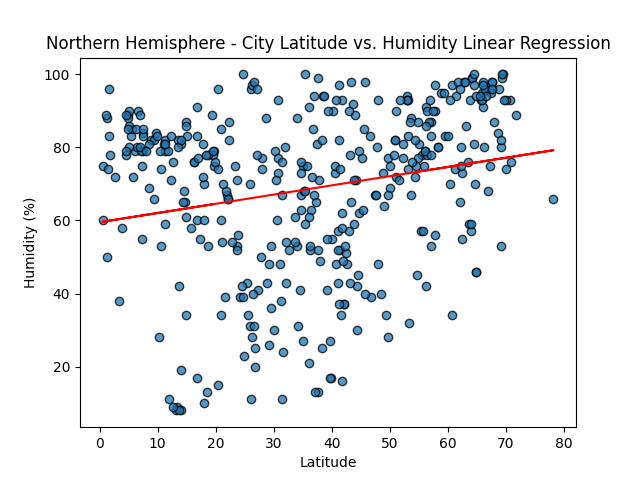 Northern Hemisphere - City Latitude vs. Humidity Linear Regression
100
80
60
40
20
Humidity (%)
0 10 20 30 40 50 60 70 80
Latitude